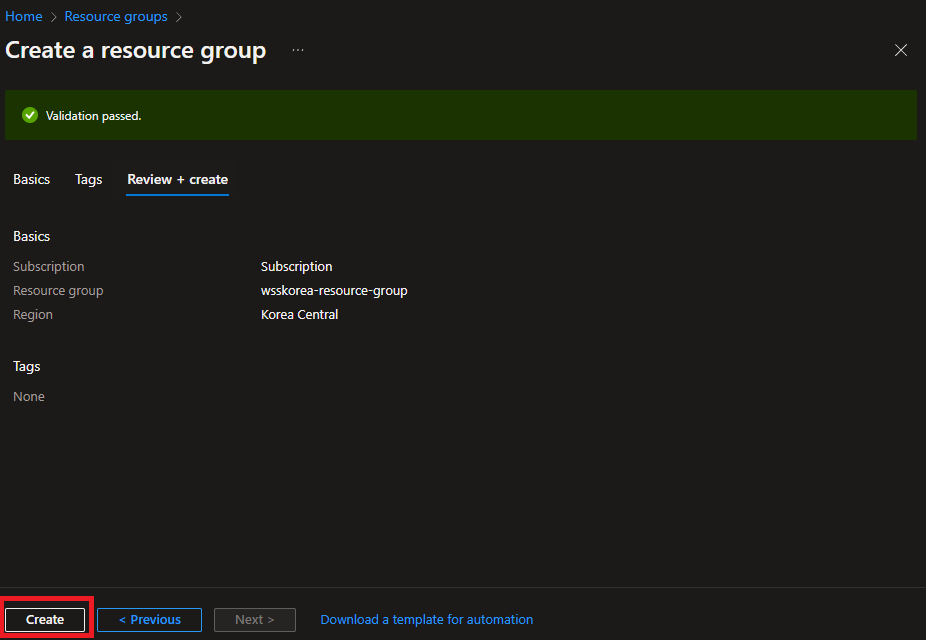 Home > Resource groups >
Create a resource group ...
Validation passed.
Basics Tags Review + create
Basics
Subscription Subscription
Resource group wsskorea-resource-group
Region Korea Central
Tags
None
Create < Previous Next > Download a template for automation